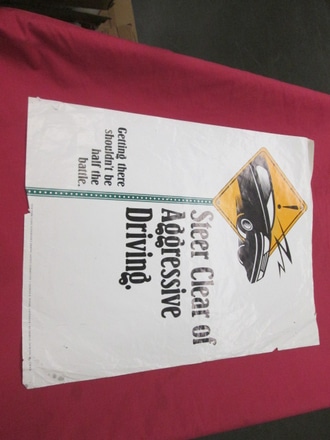 Steer Clear of
Aggressive
Driving.
Getting there
shouldn't be
half the
battle.